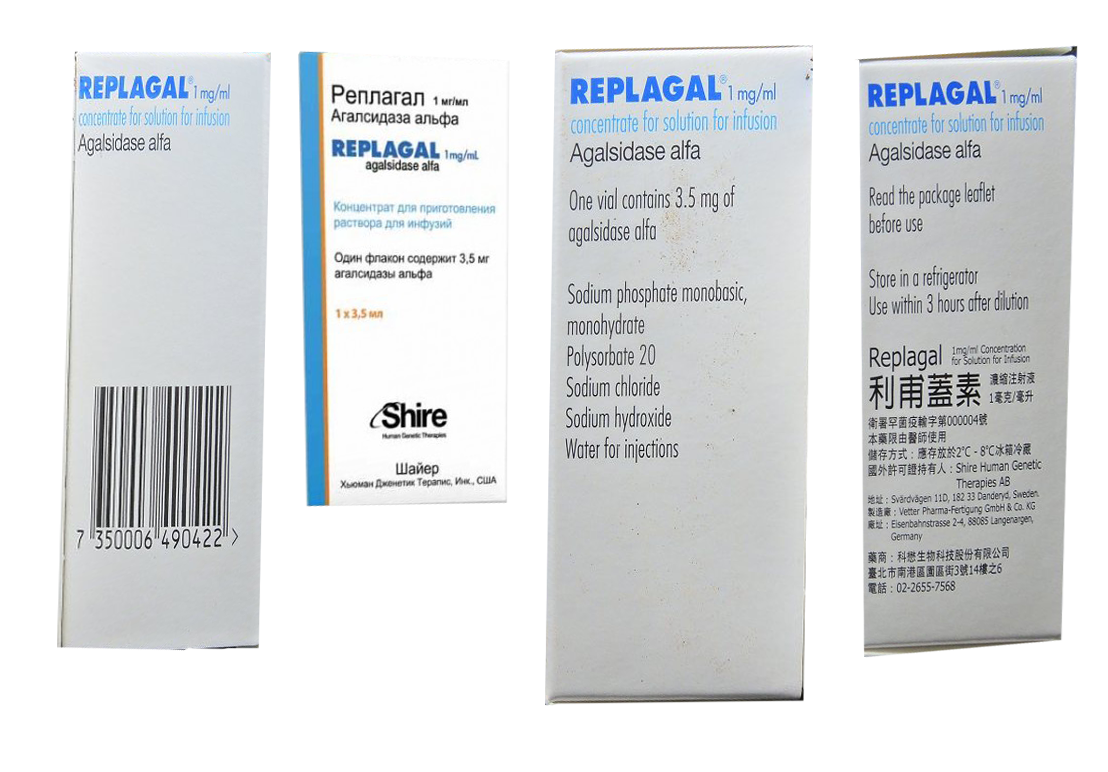 REPLAGAL® 1 mg/ml
concentrate for solution for infusion
Agalsidase alfa
7 350006 490422 >
Реплагал 1 мг/мл
Агалсидаза альфа
REPLAGAL 1mg/mL
agalsidase alfa
Концентрат для приготовления
раствора для инфузий
Один флакон содержит 3,5 мг
агалсидазы альфа
1 x 3,5 мл
Shire
Human Genetic Therapies
Шайер
Хьюман Дженетик Терапис, Инк., США
REPLAGAL® 1 mg/ml
concentrate for solution for infusion
Agalsidase alfa
One vial contains 3.5 mg of
agalsidase alfa
Sodium phosphate monobasic,
monohydrate
Polysorbate 20
Sodium chloride
Sodium hydroxide
Water for injections
REPLAGAL® 1 mg/ml
concentrate for solution for infusion
Agalsidase alfa
Read the package leaflet
before use
Store in a refrigerator
Use within 3 hours after dilution
Replagal 1mg/ml Concentration
for Solution for Infusion
利甫蓋素 濃縮注射液
1毫克/毫升
衛署罕菌疫輸字第000004號
本藥限由醫師使用
儲存方式：應存放於2°C - 8°C冰箱冷藏
國外許可證持有人：Shire Human Genetic
Therapies AB
地址：Svärdvägen 11D, 182 33 Danderyd, Sweden.
製造廠：Vetter Pharma-Fertigung GmbH & Co. KG
廠址：Eisenbahnstrasse 2-4, 88085 Langenargen,
Germany
藥商：科懋生物科技股份有限公司
臺北市南港區園區街3號14樓之6
電話：02-2655-7568